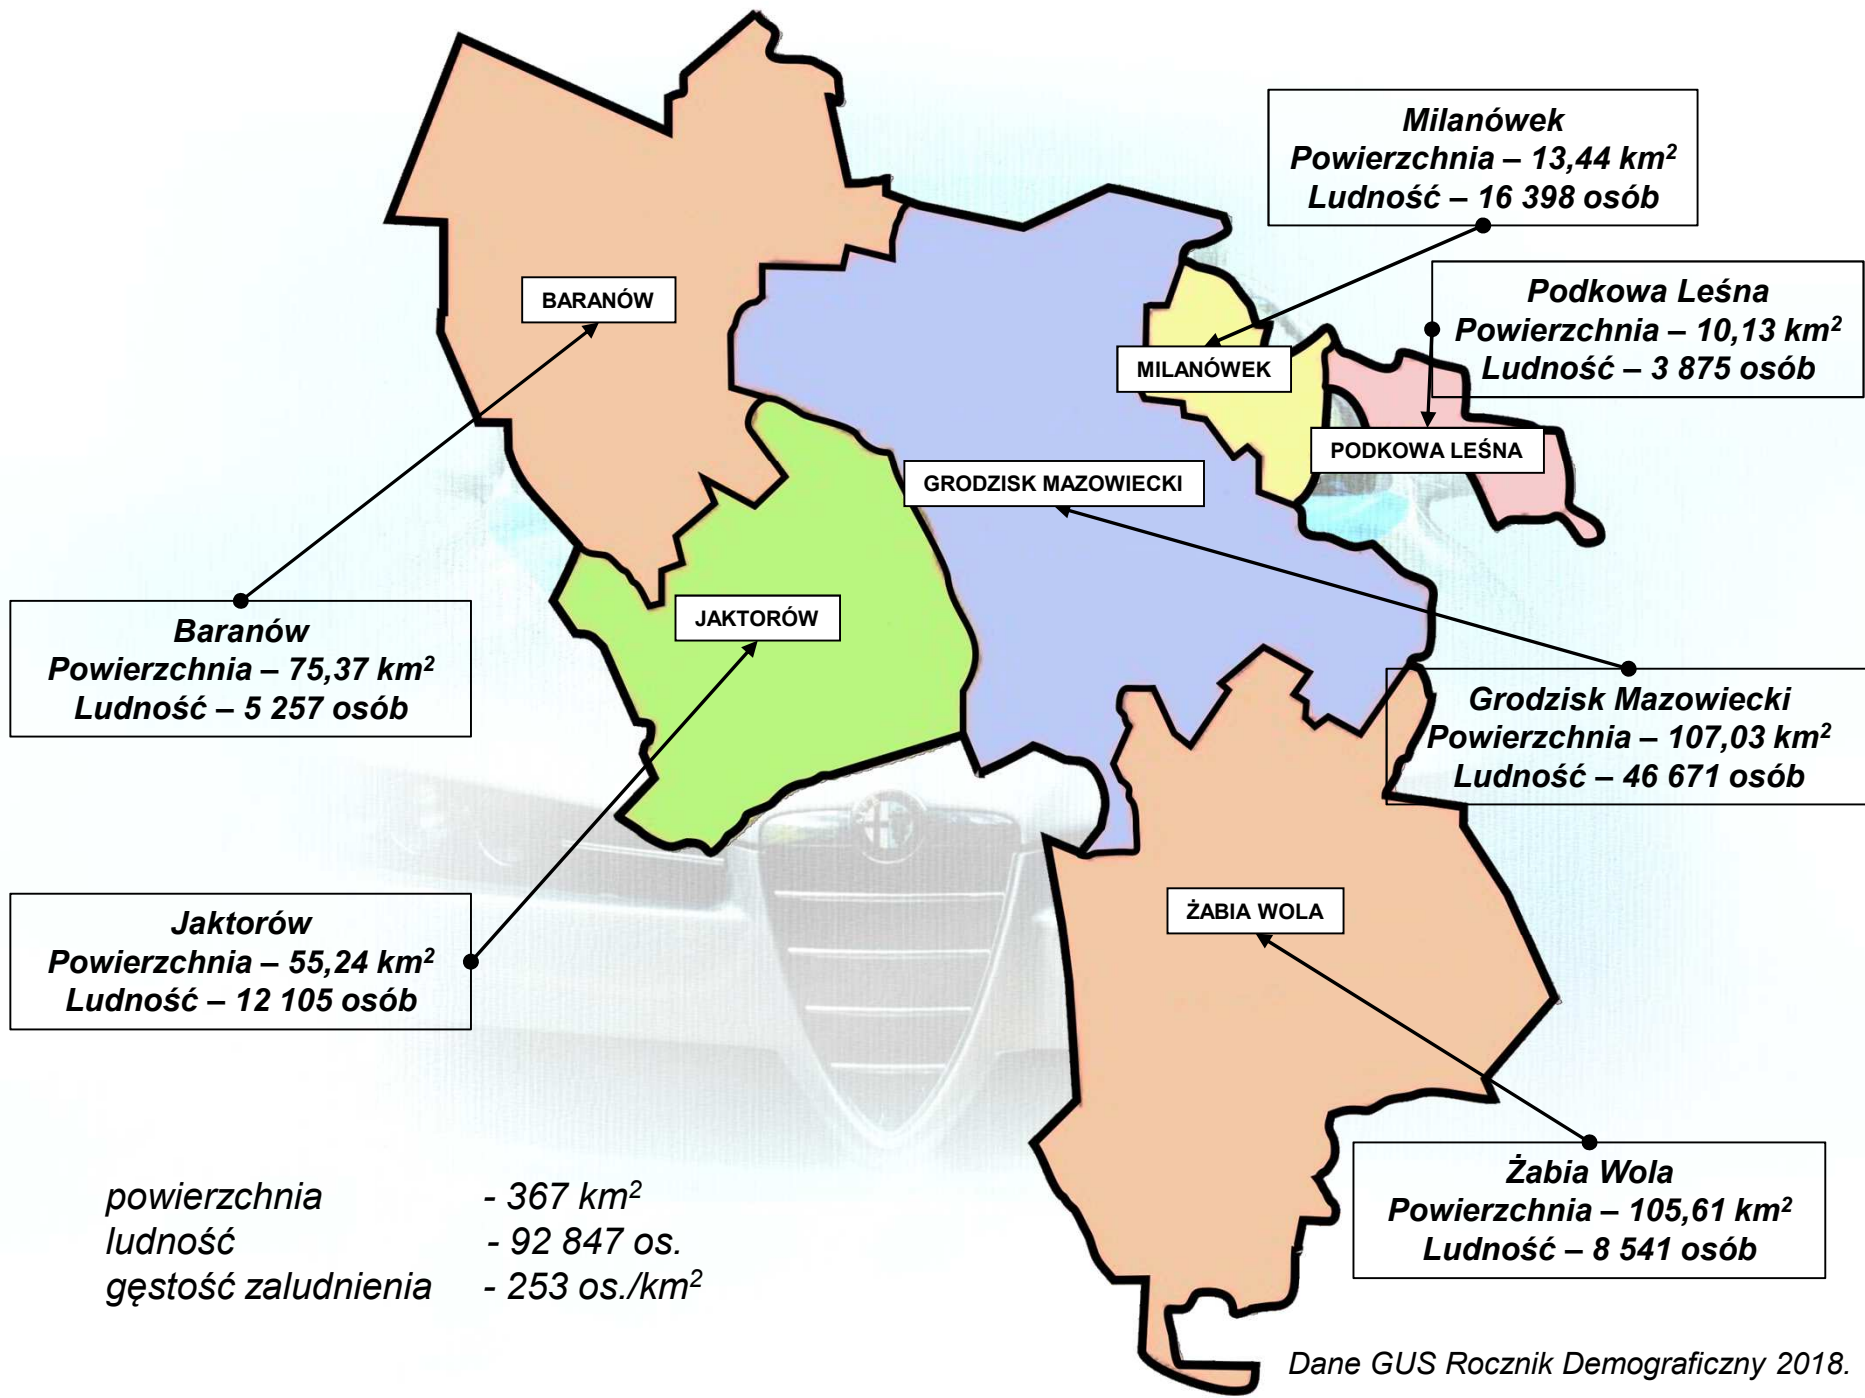 Milanówek
Powierzchnia – 13,44 km²
Ludność – 16 398 osób
Podkowa Leśna
Powierzchnia – 10,13 km²
Ludność – 3 875 osób
BARANÓW
MILANÓWEK
PODKOWA LEŚNA
GRODZISK MAZOWIECKI
JAKTORÓW
Baranów
Powierzchnia – 75,37 km²
Ludność – 5 257 osób
Grodzisk Mazowiecki
Powierzchnia – 107,03 km²
Ludność – 46 671 osób
ŻABIA WOLA
Jaktorów
Powierzchnia – 55,24 km²
Ludność – 12 105 osób
Żabia Wola
Powierzchnia – 105,61 km²
Ludność – 8 541 osób
powierzchnia - 367 km²
ludność - 92 847 os.
gęstość zaludnienia - 253 os./km²
Dane GUS Rocznik Demograficzny 2018.